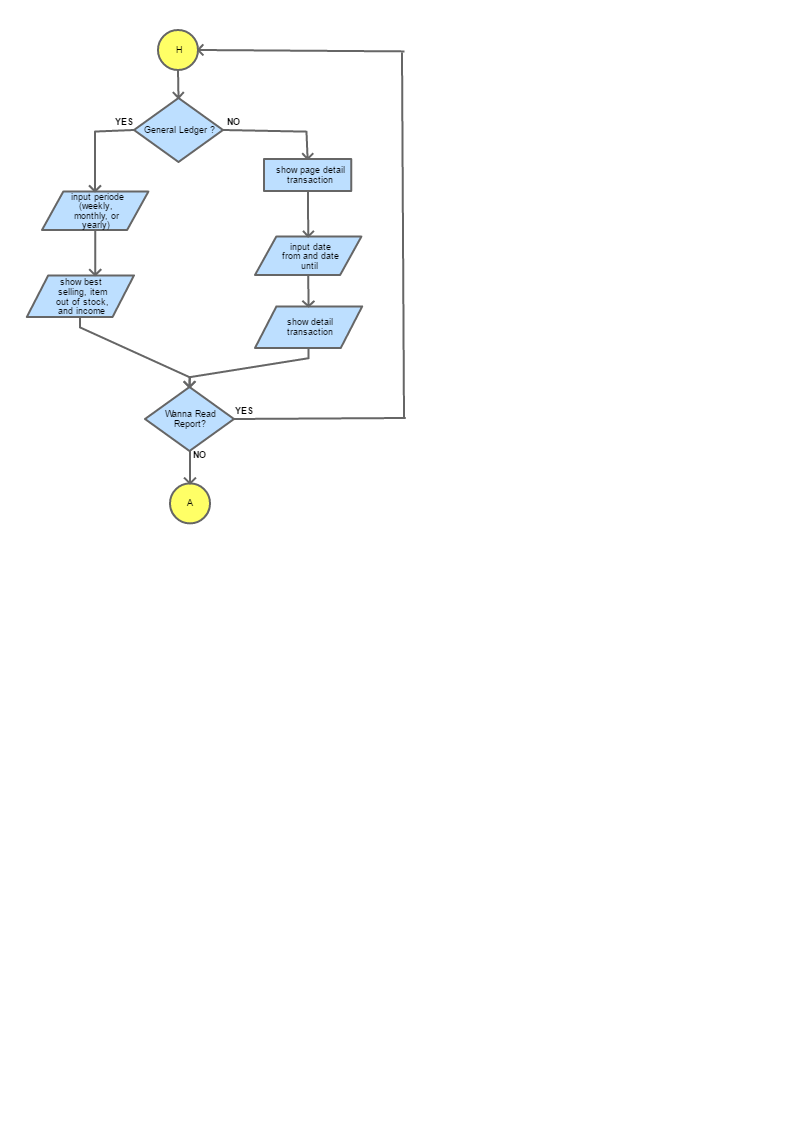 H
General Ledger ?
YES
NO
input periode
(weekly,
monthly, or
yearly)
show best
selling, item
out of stock,
and income
show page detail
transaction
input date
from and date
until
show detail
transaction
Wanna Read
Report?
YES
NO
A